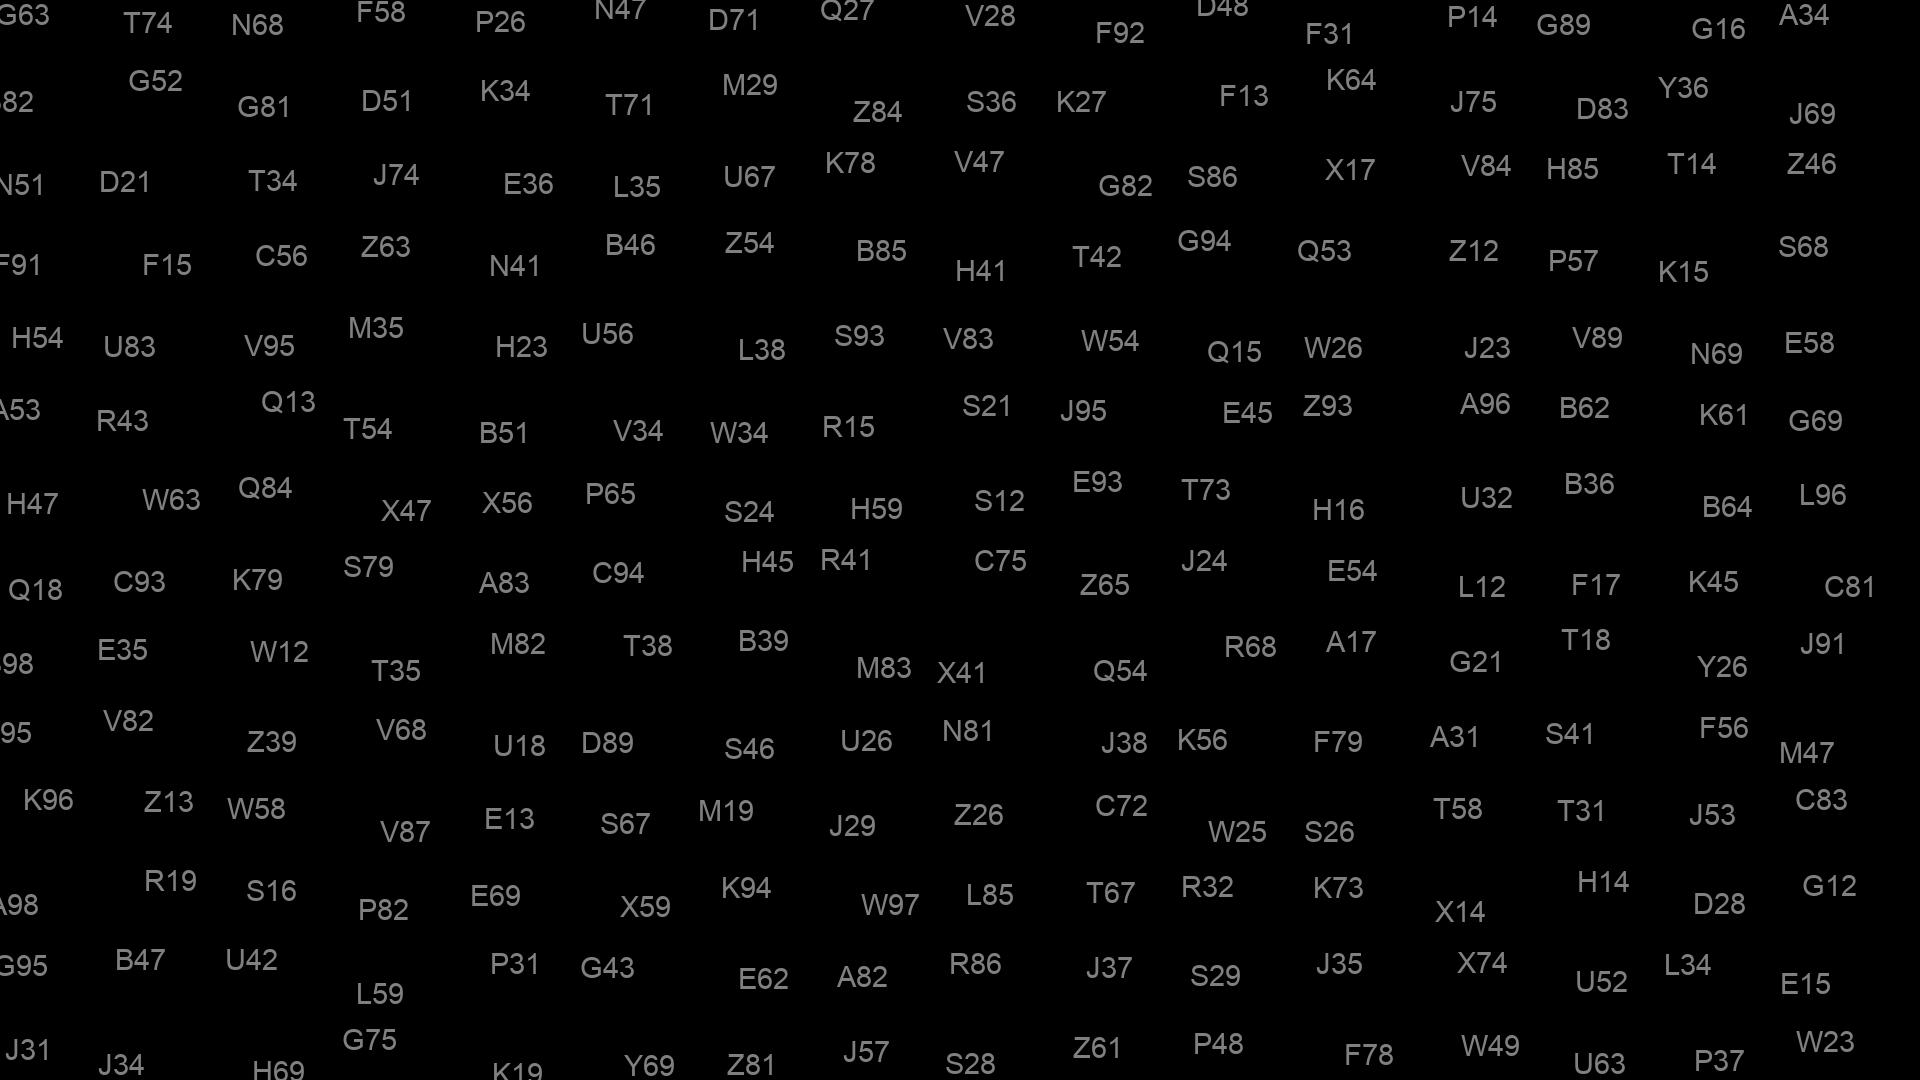 G63 T74 N68 F58 P26 N47 D71 Q27 V28 F92 D48 F31 P14 G89 G16 A34
82 G52 G81 D51 K34 T71 M29 Z84 S36 K27 F13 K64 J75 D83 Y36 J69
N51 D21 T34 J74 E36 L35 U67 K78 V47 G82 S86 X17 V84 H85 T14 Z46
F91 F15 C56 Z63 N41 B46 Z54 B85 H41 T42 G94 Q53 Z12 P57 K15 S68
H54 U83 V95 M35 H23 U56 L38 S93 V83 W54 Q15 W26 J23 V89 N69 E58
A53 R43 Q13 T54 B51 V34 W34 R15 S21 J95 E45 Z93 A96 B62 K61 G69
H47 W63 Q84 X47 X56 P65 S24 H59 S12 E93 T73 H16 U32 B36 B64 L96
Q18 C93 K79 S79 A83 C94 H45 R41 C75 Z65 J24 E54 L12 F17 K45 C81
98 E35 W12 T35 M82 T38 B39 M83 X41 Q54 R68 A17 G21 T18 Y26 J91
95 V82 Z39 V68 U18 D89 S46 U26 N81 J38 K56 F79 A31 S41 F56 M47
K96 Z13 W58 V87 E13 S67 M19 J29 Z26 C72 W25 S26 T58 T31 J53 C83
A98 R19 S16 P82 E69 X59 K94 W97 L85 T67 R32 K73 X14 H14 D28 G12
G95 B47 U42 L59 P31 G43 E62 A82 R86 J37 S29 J35 X74 U52 L34 E15
J31 J34 H69 G75 K19 Y69 Z81 J57 S28 Z61 P48 F78 W49 U63 P37 W23